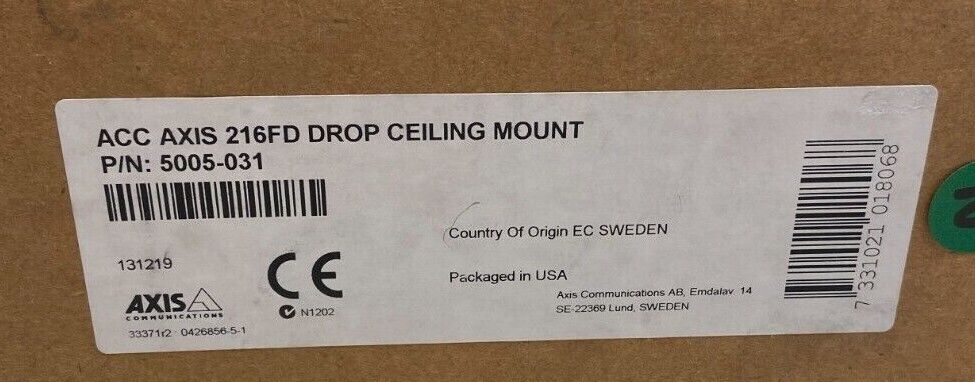 ACC AXIS 216FD DROP CEILING MOUNT
P/N: 5005-031
131219
AXIS
COMMUNICATIONS
33371r2 0426856-5-1
CE
N1202
Country Of Origin EC SWEDEN
Packaged in USA
Axis Communications AB, Emdalav. 14
SE-22369 Lund, SWEDEN
7 331021 018068